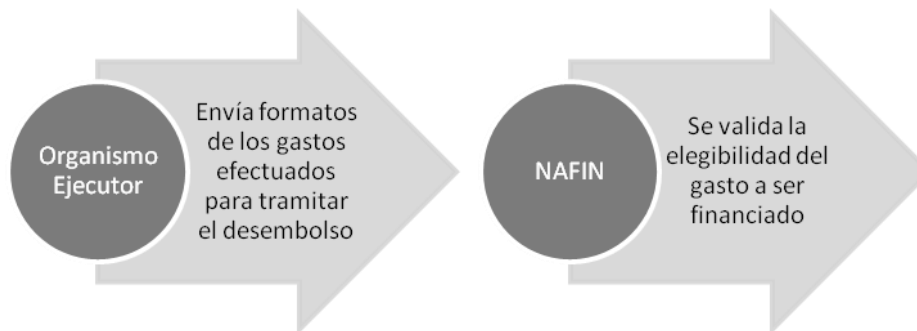 Organismo
Ejecutor
Envía formatos
de los gastos
efectuados
para tramitar
el desembolso
NAFIN
Se valida la
elegibilidad del
gasto a ser
financiado